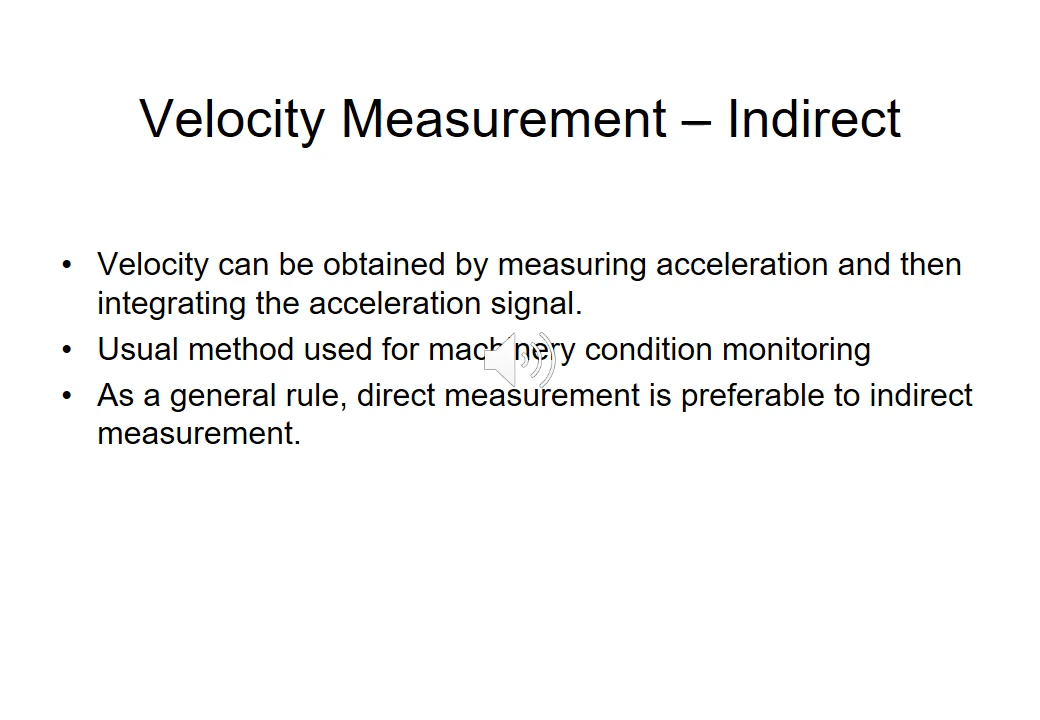 Velocity Measurement – Indirect
• Velocity can be obtained by measuring acceleration and then
integrating the acceleration signal.
• Usual method used for machinery condition monitoring
• As a general rule, direct measurement is preferable to indirect
measurement.